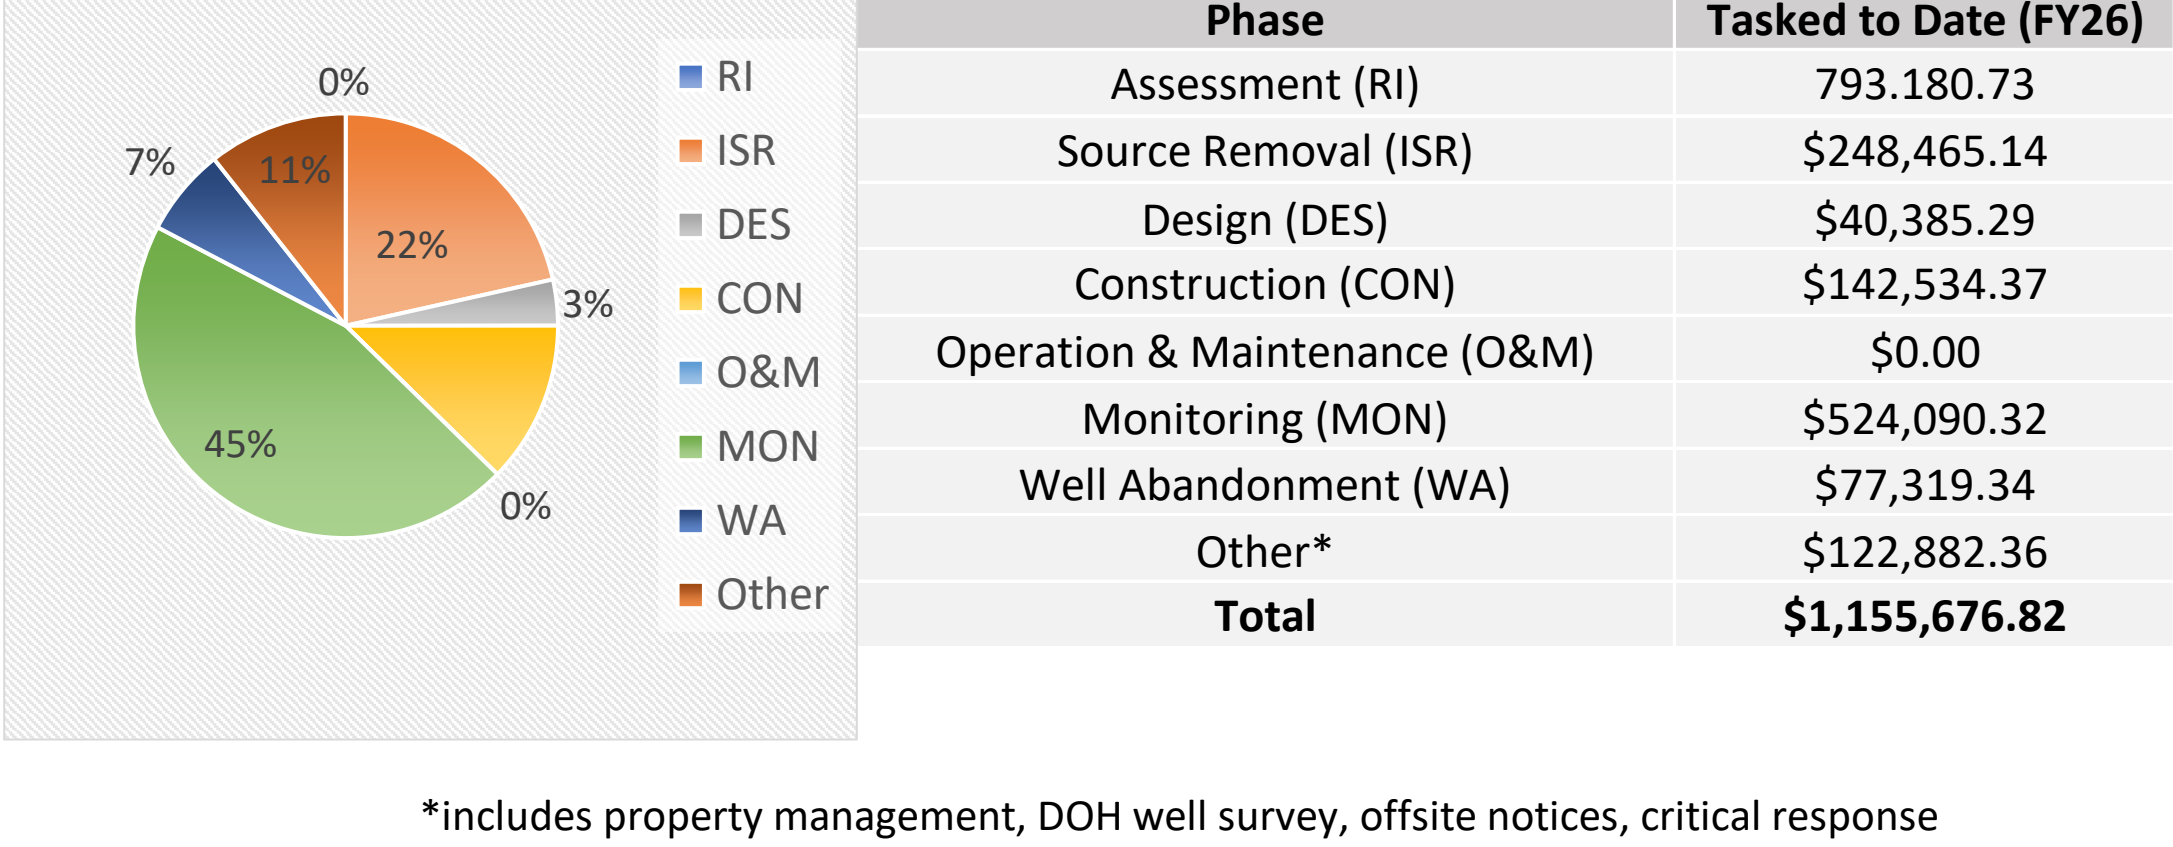 0%
7%
11%
22%
3%
45%
0%
RI
ISR
DES
CON
O&M
MON
WA
Other
Phase Tasked to Date (FY26)
Assessment (RI) 793.180.73
Source Removal (ISR) $248,465.14
Design (DES) $40,385.29
Construction (CON) $142,534.37
Operation & Maintenance (O&M) $0.00
Monitoring (MON) $524,090.32
Well Abandonment (WA) $77,319.34
Other* $122,882.36
Total $1,155,676.82
*includes property management, DOH well survey, offsite notices, critical response